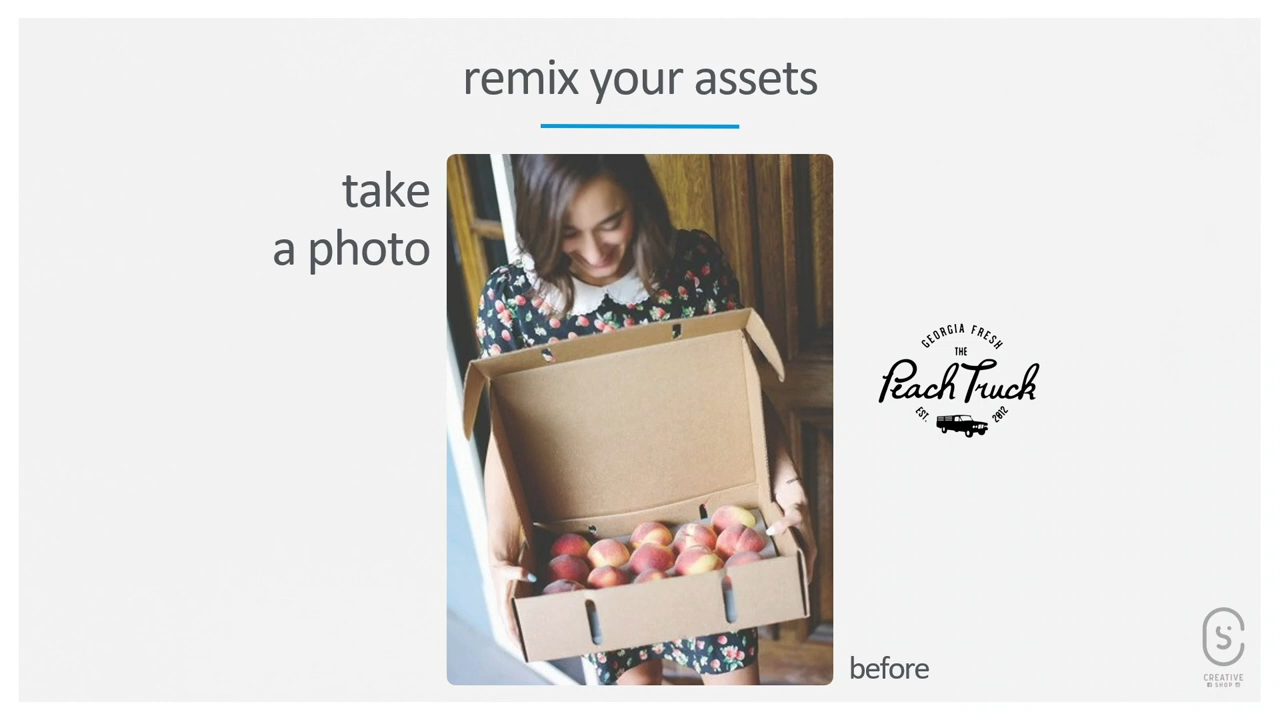 remix your assets
take
a photo
GEORGIA FRESH
THE
Peach Truck
EST. 2012
before
CREATIVE
SHOP